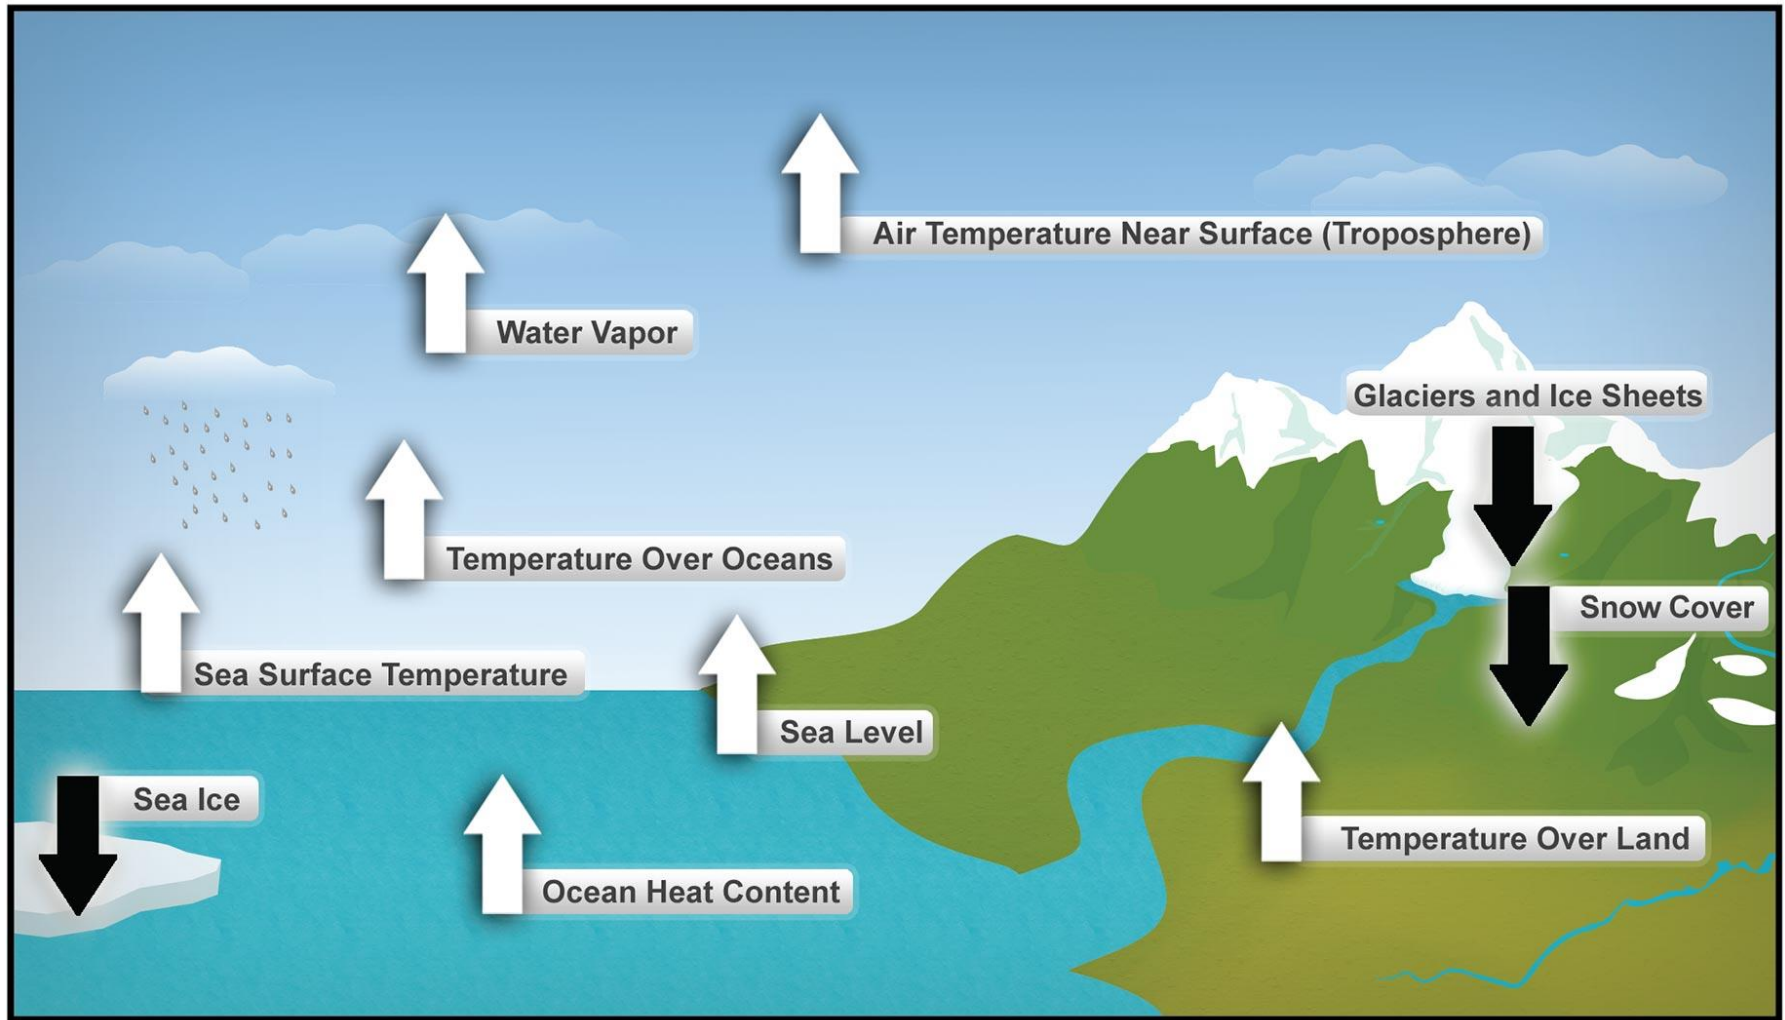 Air Temperature Near Surface (Troposphere)
Water Vapor
Glaciers and Ice Sheets
Temperature Over Oceans
Snow Cover
Sea Surface Temperature
Sea Level
Sea Ice
Temperature Over Land
Ocean Heat Content